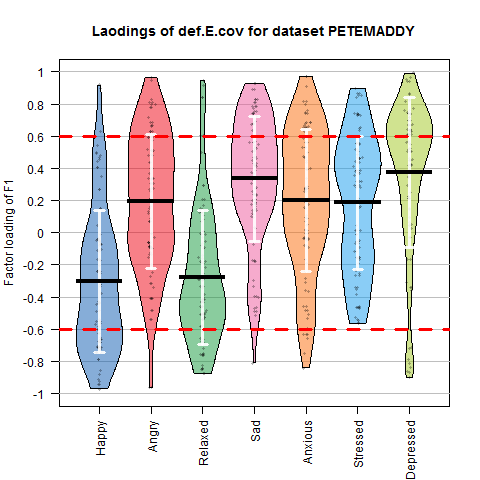 Laodings of def.E.cov for dataset PETEMADDY
Factor loading of F1
1
0.8
0.6
0.4
0.2
0
-0.2
-0.4
-0.6
-0.8
-1
Happy
Angry
Relaxed
Sad
Anxious
Stressed
Depressed